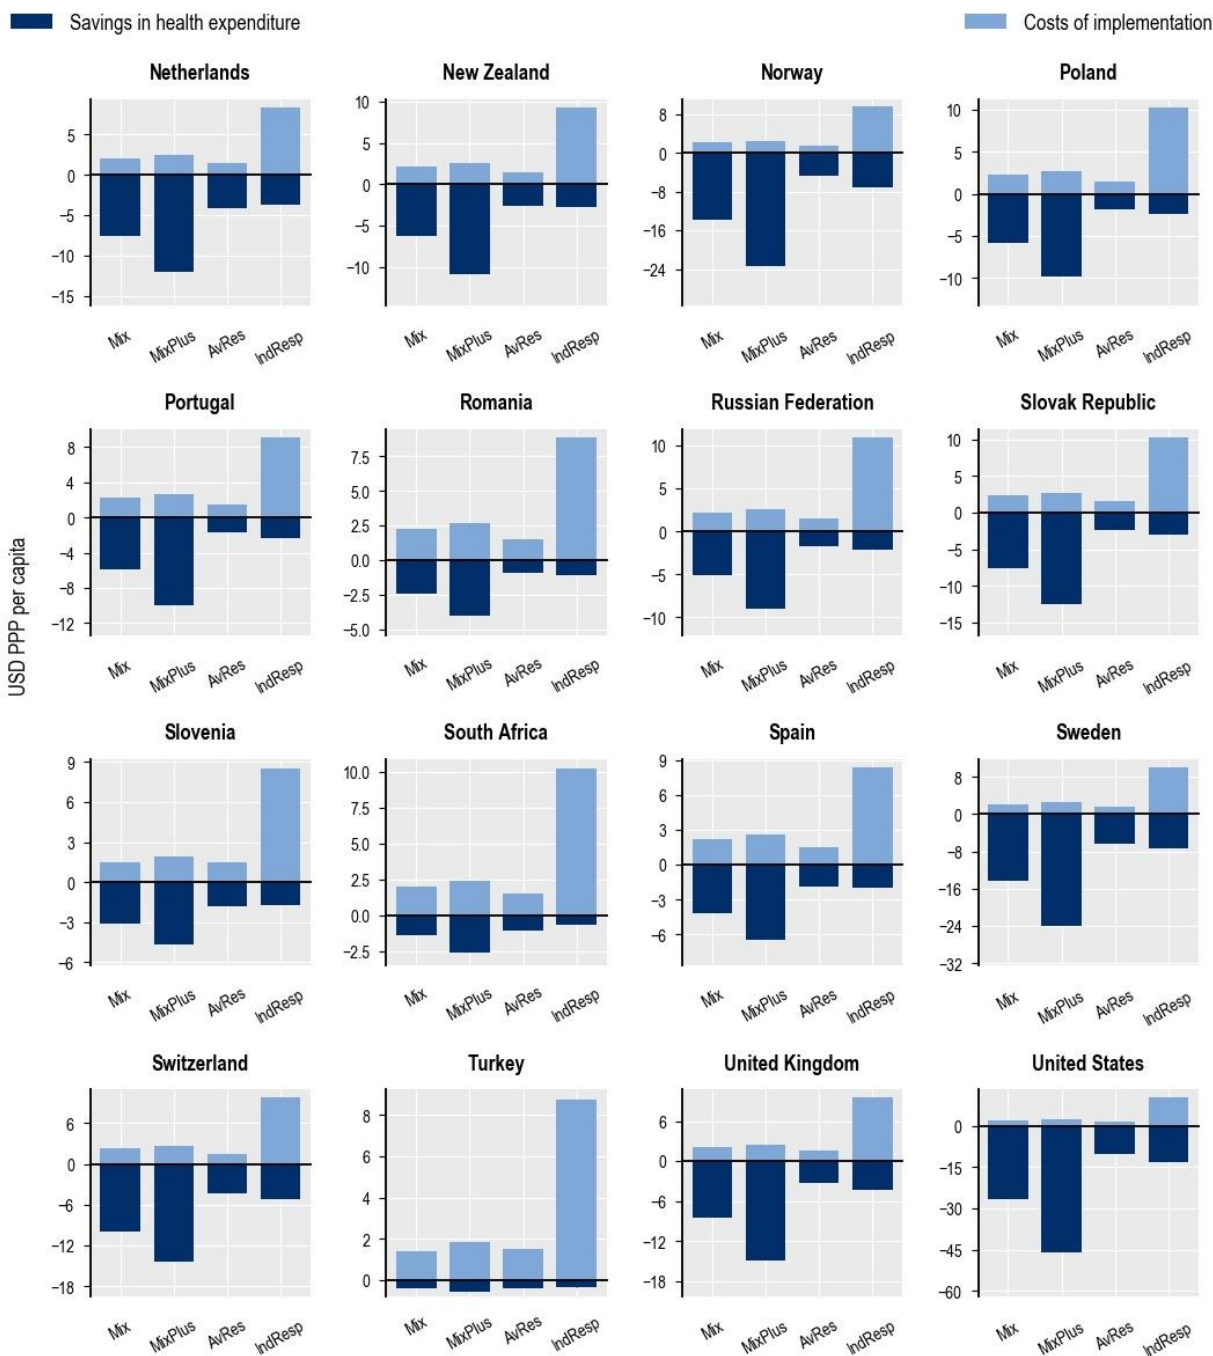 Savings in health expenditure
Costs of implementation
USD PPP per capita
Netherlands
5
0
−5
−10
−15
Mix MixPlus AvRes IndResp
New Zealand
10
5
0
−5
−10
Mix MixPlus AvRes IndResp
Norway
8
0
−8
−16
−24
Mix MixPlus AvRes IndResp
Poland
10
5
0
−5
−10
Mix MixPlus AvRes IndResp
Portugal
8
4
0
−4
−8
−12
Mix MixPlus AvRes IndResp
Romania
7.5
5.0
2.5
0.0
−2.5
−5.0
Mix MixPlus AvRes IndResp
Russian Federation
10
5
0
−5
−10
Mix MixPlus AvRes IndResp
Slovak Republic
10
5
0
−5
−10
−15
Mix MixPlus AvRes IndResp
Slovenia
9
6
3
0
−3
−6
Mix MixPlus AvRes IndResp
South Africa
10.0
7.5
5.0
2.5
0.0
−2.5
Mix MixPlus AvRes IndResp
Spain
9
6
3
0
−3
−6
Mix MixPlus AvRes IndResp
Sweden
8
0
−8
−16
−24
−32
Mix MixPlus AvRes IndResp
Switzerland
6
0
−6
−12
−18
Mix MixPlus AvRes IndResp
Turkey
8
6
4
2
0
Mix MixPlus AvRes IndResp
United Kingdom
6
0
−6
−12
−18
Mix MixPlus AvRes IndResp
United States
0
−15
−30
−45
−60
Mix MixPlus AvRes IndResp